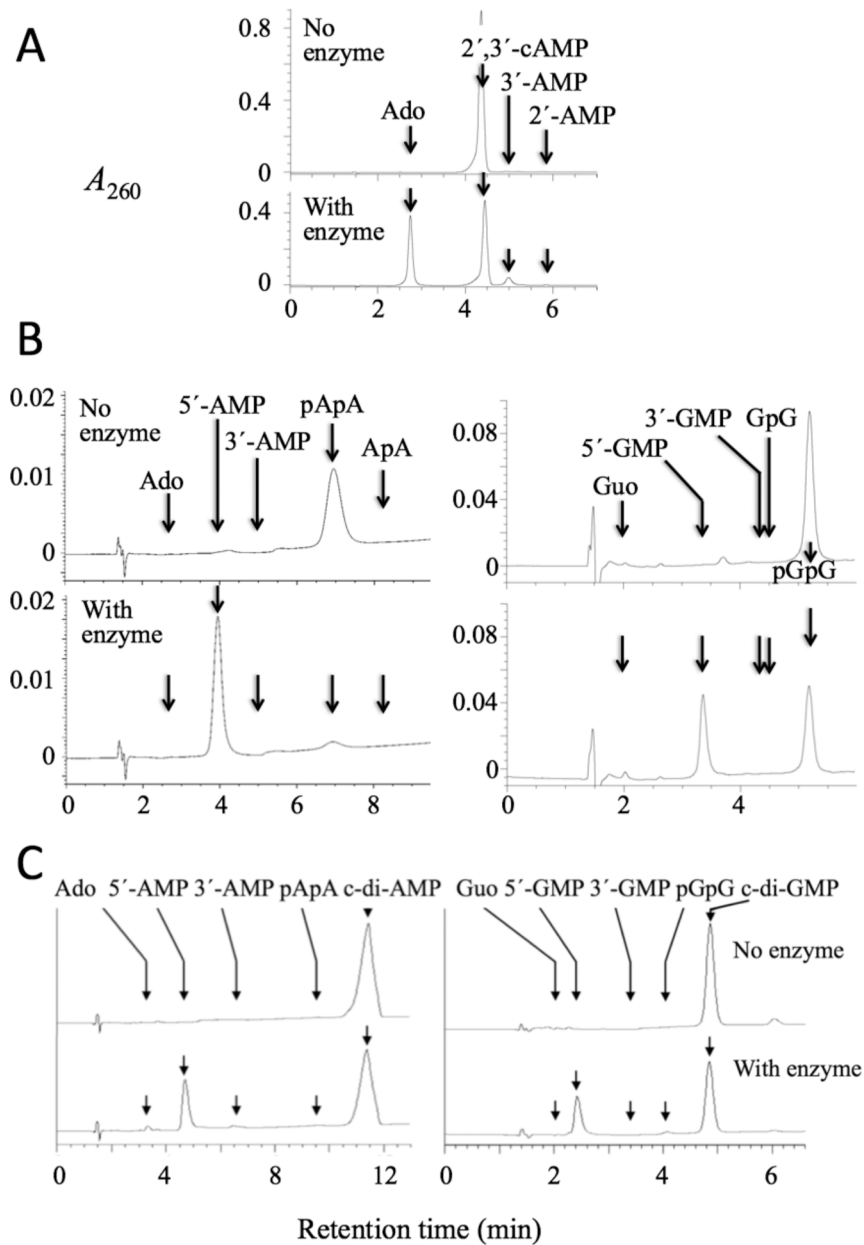 A
0.8
No
enzyme
2´,3´-cAMP
3´-AMP
0.4
Ado
2´-AMP
0
A260
0.4
With
enzyme
0
0 2 4 6
B
0.02
No
enzyme
5´-AMP
pApA
3´-AMP
ApA
0.01
Ado
0
0.02
With
enzyme
0.01
0
0 2 4 6 8
0.08
3´-GMP
GpG
5´-GMP
0.04
Guo
0
pGpG
0.08
0.04
0
0 2 4
C
Ado 5´-AMP 3´-AMP pApA c-di-AMP
Guo 5´-GMP 3´-GMP pGpG c-di-GMP
No enzyme
With enzyme
0 4 8 12
0 2 4 6
Retention time (min)